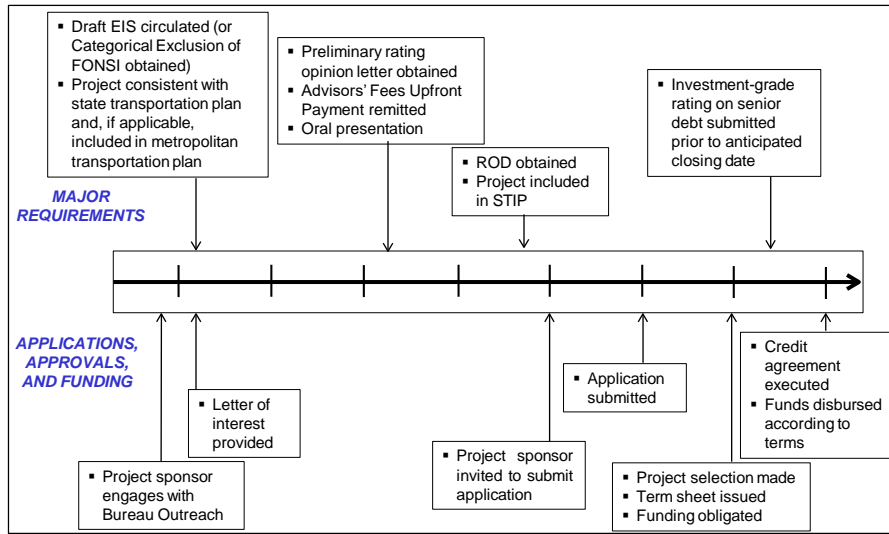 ▪ Draft EIS circulated (or
Categorical Exclusion of
FONSI obtained)
▪ Project consistent with
state transportation plan
and, if applicable,
included in metropolitan
transportation plan
▪ Preliminary rating
opinion letter obtained
▪ Advisors' Fees Upfront
Payment remitted
▪ Oral presentation
▪ ROD obtained
▪ Project included
in STIP
▪ Investment-grade
rating on senior
debt submitted
prior to anticipated
closing date
MAJOR
REQUIREMENTS
APPLICATIONS,
APPROVALS,
AND FUNDING
▪ Project sponsor
engages with
Bureau Outreach
▪ Letter of
interest
provided
▪ Project sponsor
invited to submit
application
▪ Application
submitted
▪ Project selection made
▪ Term sheet issued
▪ Funding obligated
▪ Credit
agreement
executed
▪ Funds disbursed
according to
terms